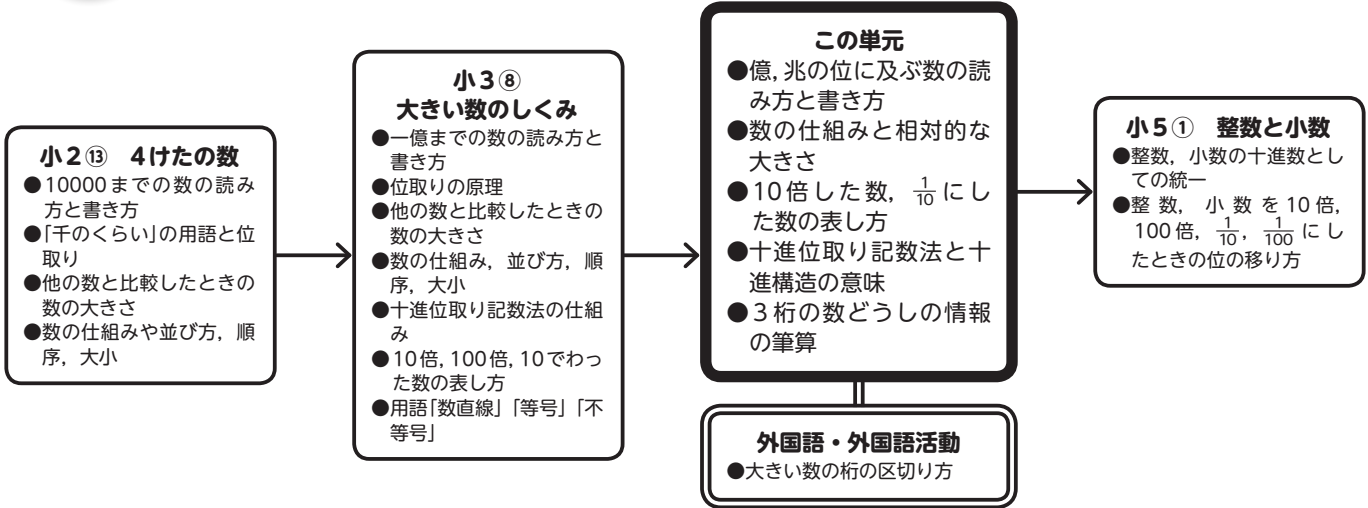 小2⑬ 4けたの数
●10000までの数の読み
方と書き方
●「千のくらい」の用語と位
取り
●他の数と比較したときの
数の大きさ
●数の仕組みや並び方，順
序，大小
小3⑧
大きい数のしくみ
●一億までの数の読み方と
書き方
●位取りの原理
●他の数と比較したときの
数の大きさ
●数の仕組み，並び方，順
序，大小
●十進位取り記数法の仕組
み
●10倍，100倍，10でわっ
た数の表し方
●用語「数直線」「等号」「不
等号」
この単元
●億，兆の位に及ぶ数の読
み方と書き方
●数の仕組みと相対的な
大きさ
●10倍した数，1/10にし
た数の表し方
●十進位取り記数法と十
進構造の意味
●3桁の数どうしの情報
の筆算
外国語・外国語活動
●大きい数の桁の区切り方
小5① 整数と小数
●整数，小数の十進数とし
ての統一
●整数，小数を10倍，
100倍，1/10，1/100にし
たときの位の移り方